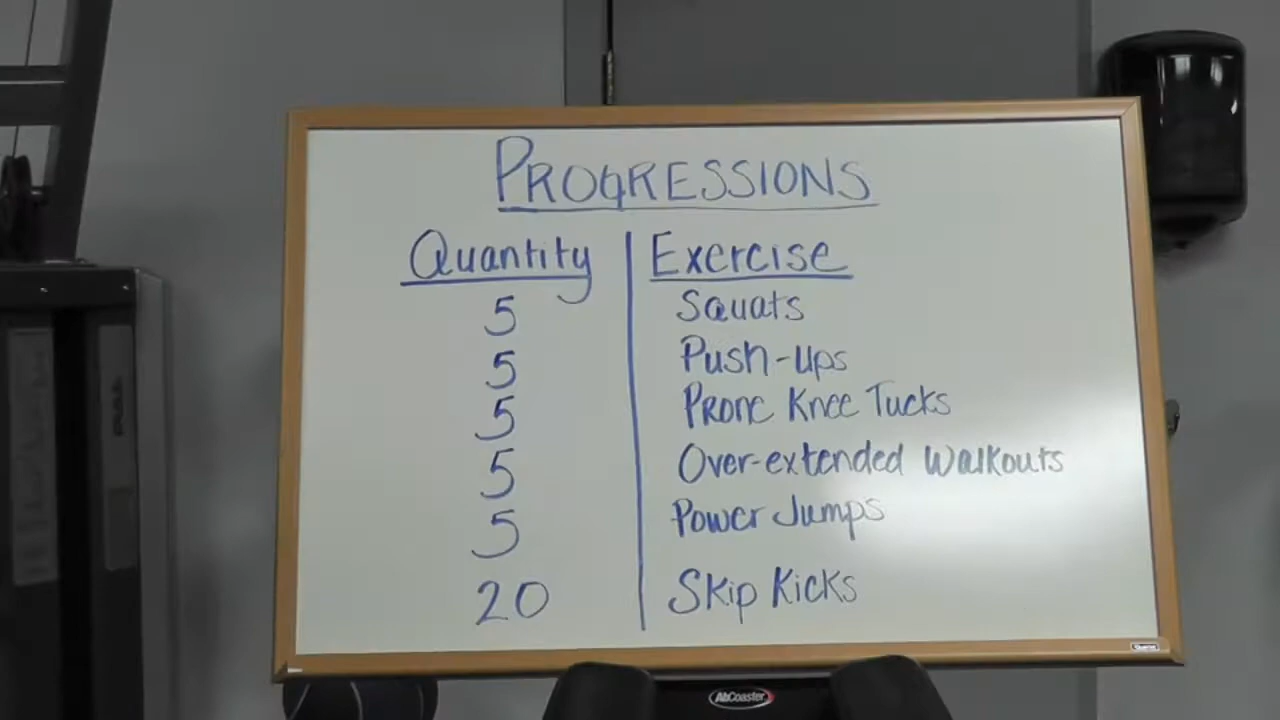 PROGRESSIONS
Quantity Exercise
5 Squats
5 Push-ups
5 Prone Knee Tucks
5 Over-extended Walkouts
5 Power Jumps
20 Skip Kicks
AbCoaster
PULL